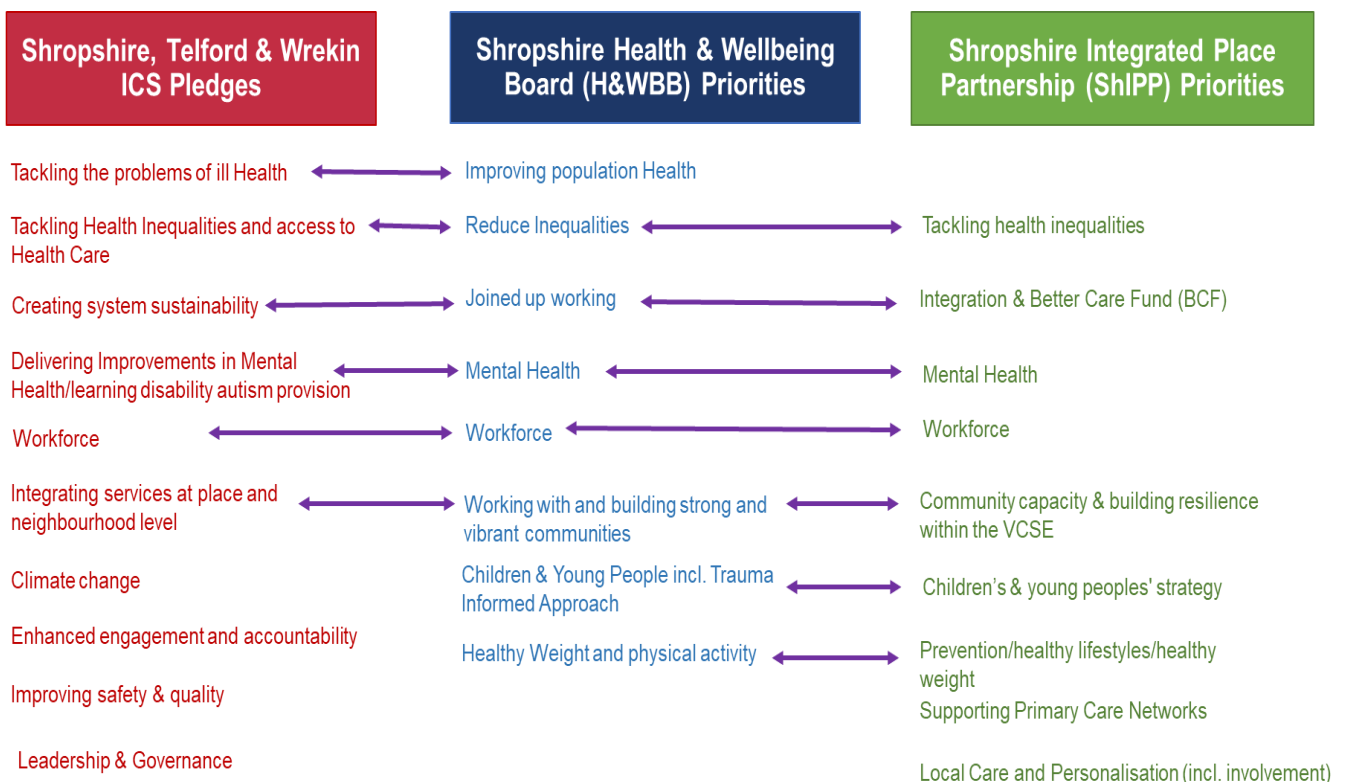 Shropshire, Telford & Wrekin
ICS Pledges
Tackling the problems of ill Health
Tackling Health Inequalities and access to
Health Care
Creating system sustainability
Delivering Improvements in Mental
Health/learning disability autism provision
Workforce
Integrating services at place and
neighbourhood level
Climate change
Enhanced engagement and accountability
Improving safety & quality
Leadership & Governance
Shropshire Health & Wellbeing
Board (H&WBB) Priorities
Improving population Health
Reduce Inequalities
Joined up working
Mental Health
Workforce
Working with and building strong and
vibrant communities
Children & Young People incl. Trauma
Informed Approach
Healthy Weight and physical activity
Shropshire Integrated Place
Partnership (ShIPP) Priorities
Tackling health inequalities
Integration & Better Care Fund (BCF)
Mental Health
Workforce
Community capacity & building resilience
within the VCSE
Children's & young peoples' strategy
Prevention/healthy lifestyles/healthy
weight
Supporting Primary Care Networks
Local Care and Personalisation (incl. involvement)